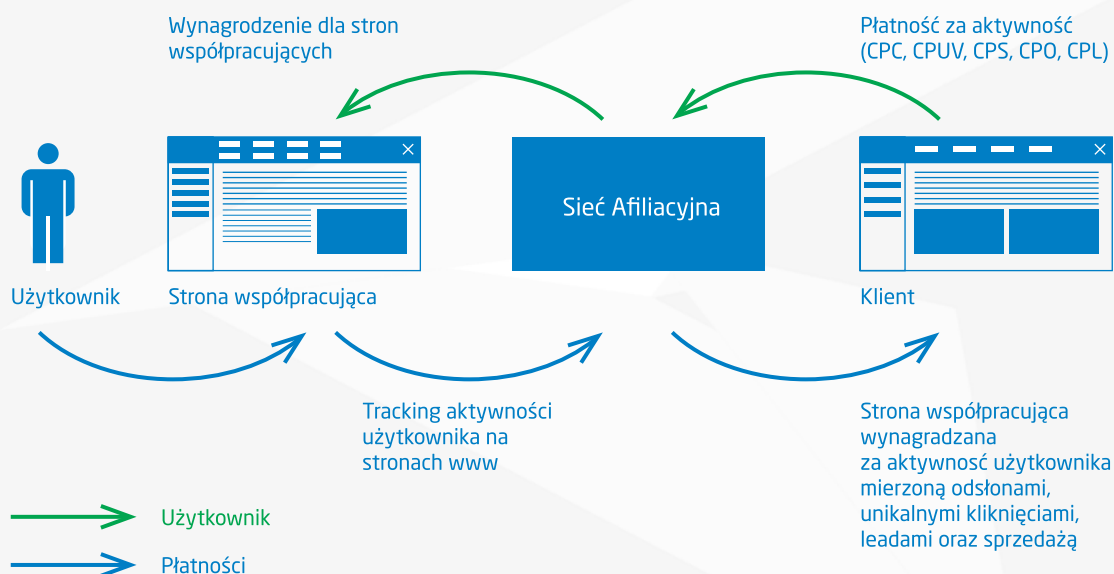 Wynagrodzenie dla stron
współpracujących
Płatność za aktywność
(CPC, CPUV, CPS, CPO, CPL)
Sieć Afiliacyjna
Użytkownik
Strona współpracująca
Klient
Tracking aktywności
użytkownika na
stronach www
Strona współpracująca
wynagradzana
za aktywnosć użytkownika
mierzoną odsłonami,
unikalnymi kliknięciami,
leadami oraz sprzedażą
Użytkownik
Płatności